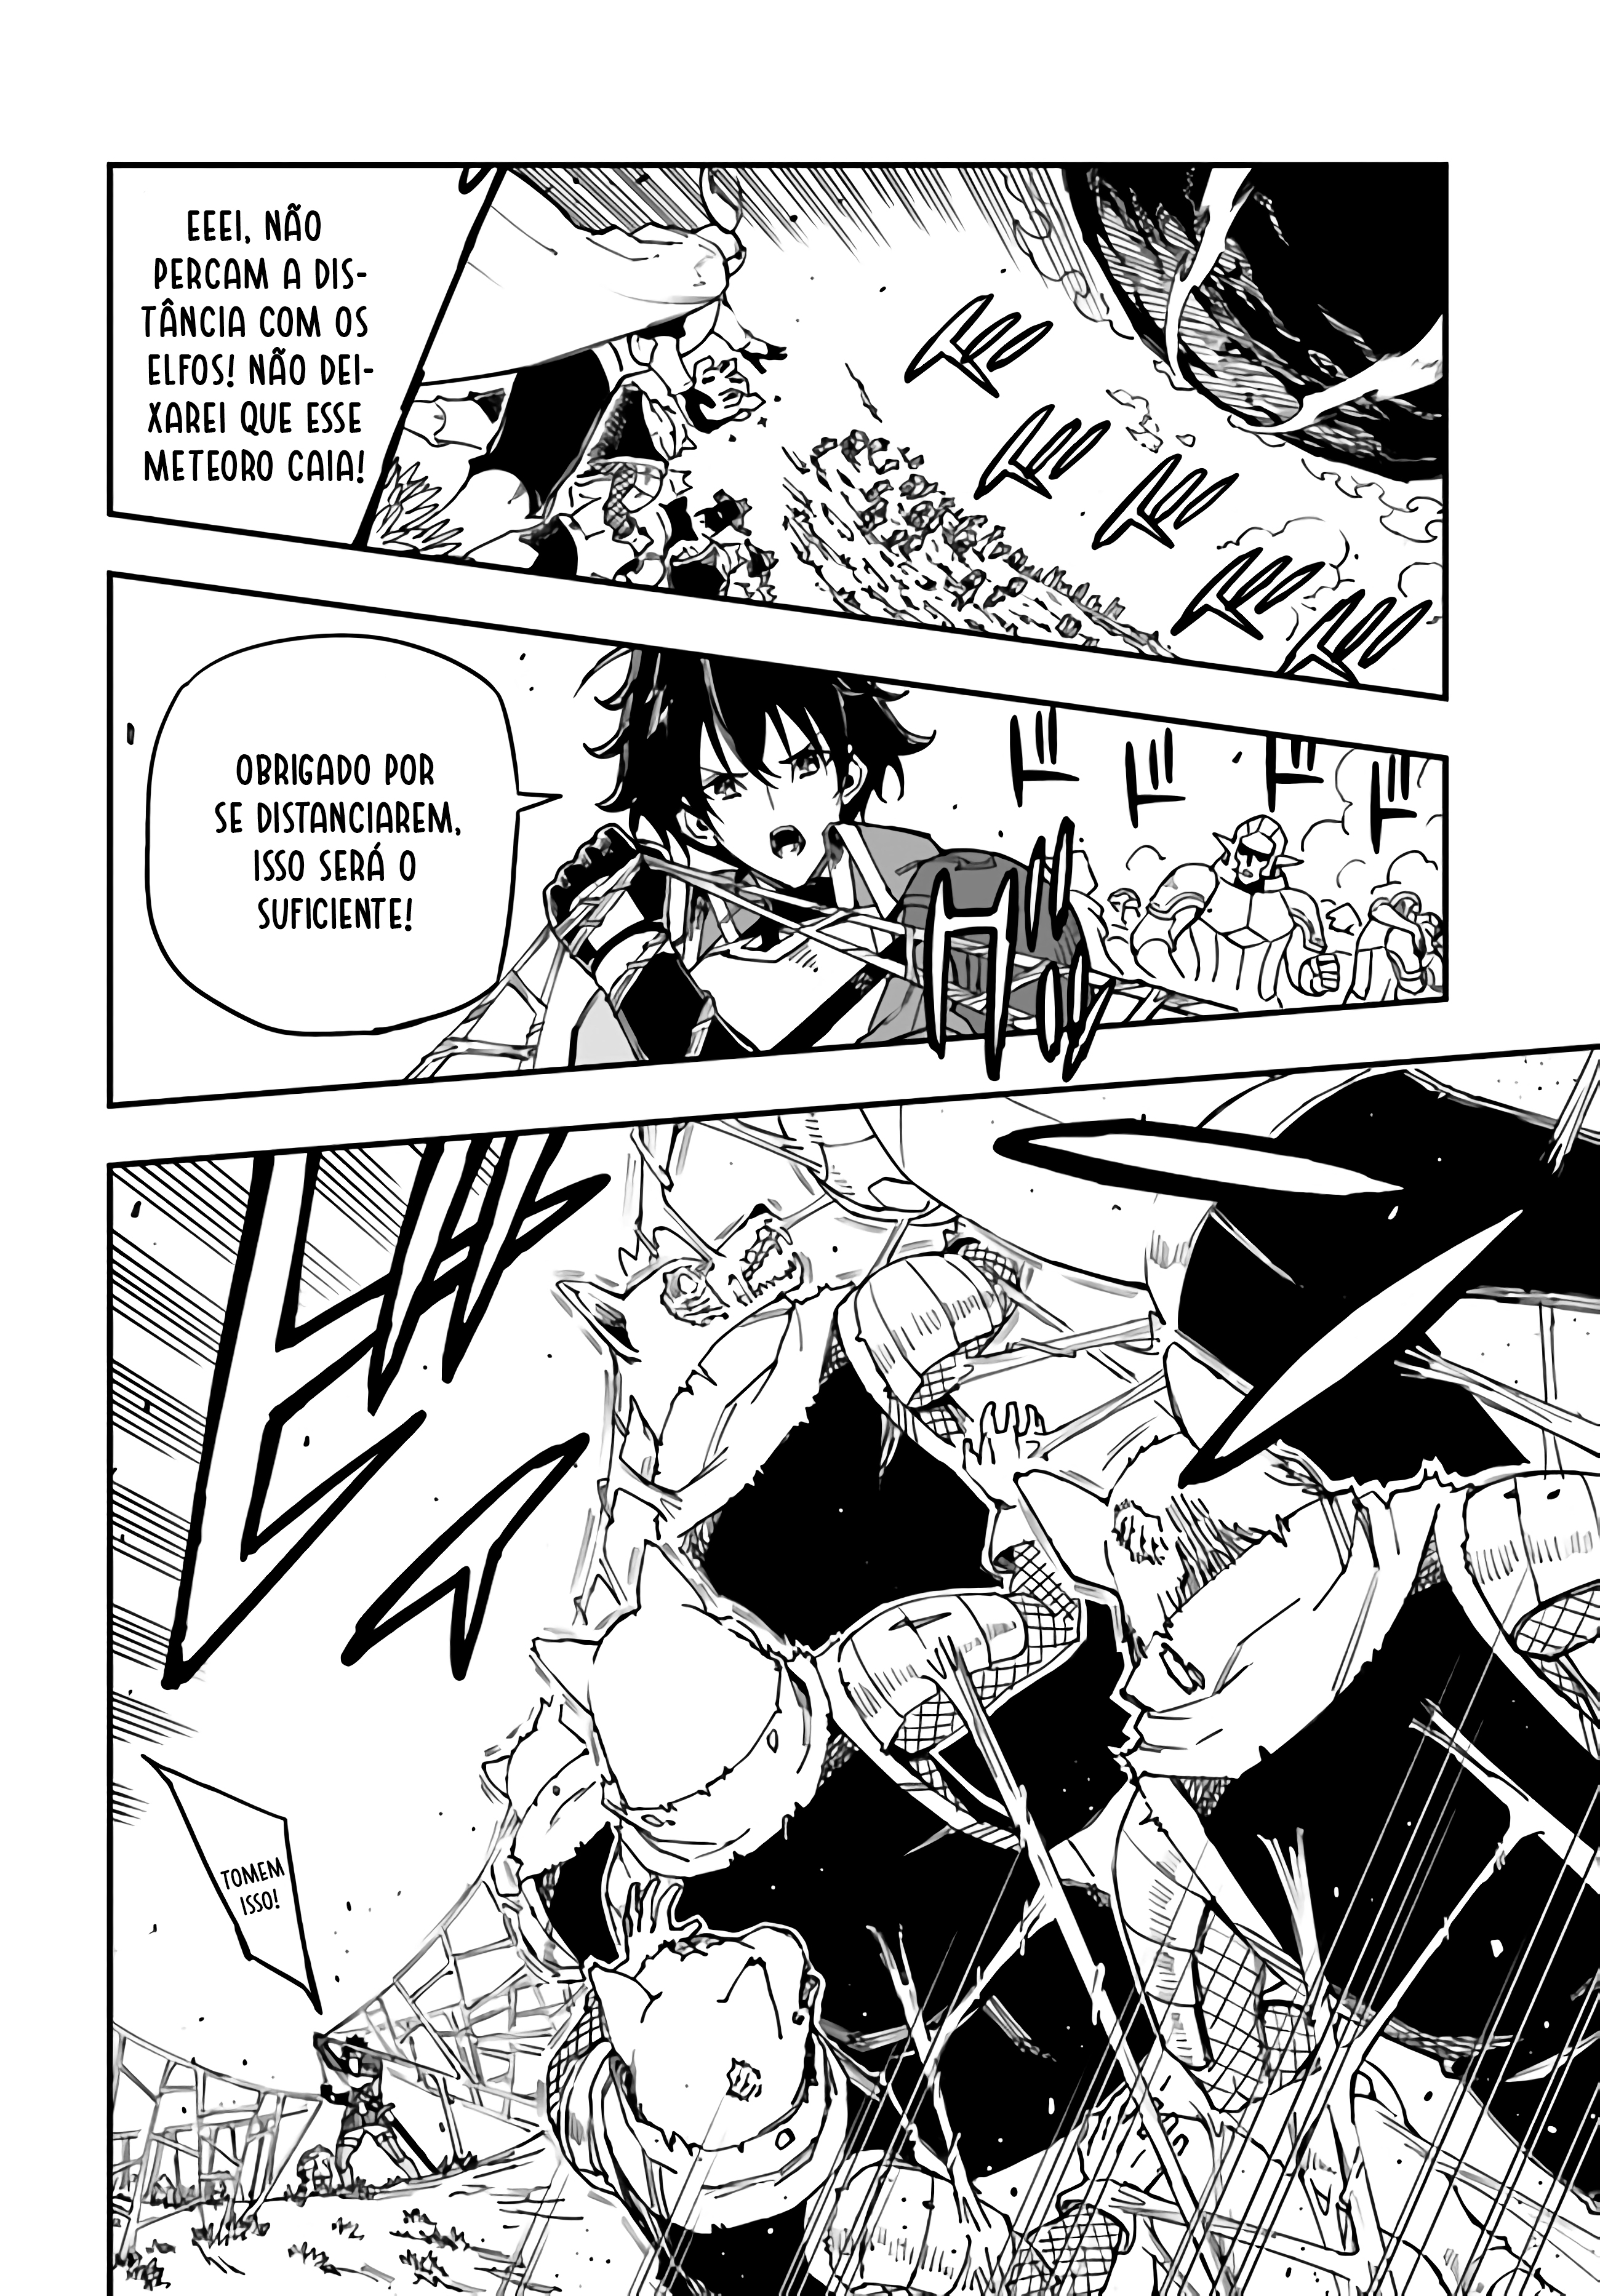 EEEI, NÃO
PERCAM A DIS-
TÂNCIA COM OS
ELFOS! NÃO DEI-
XAREI QUE ESSE
METEORO CAIA!
OBRIGADO POR
SE DISTANCIAREM,
ISSO SERÁ O
SUFICIENTE!
TOMEM
ISSO!